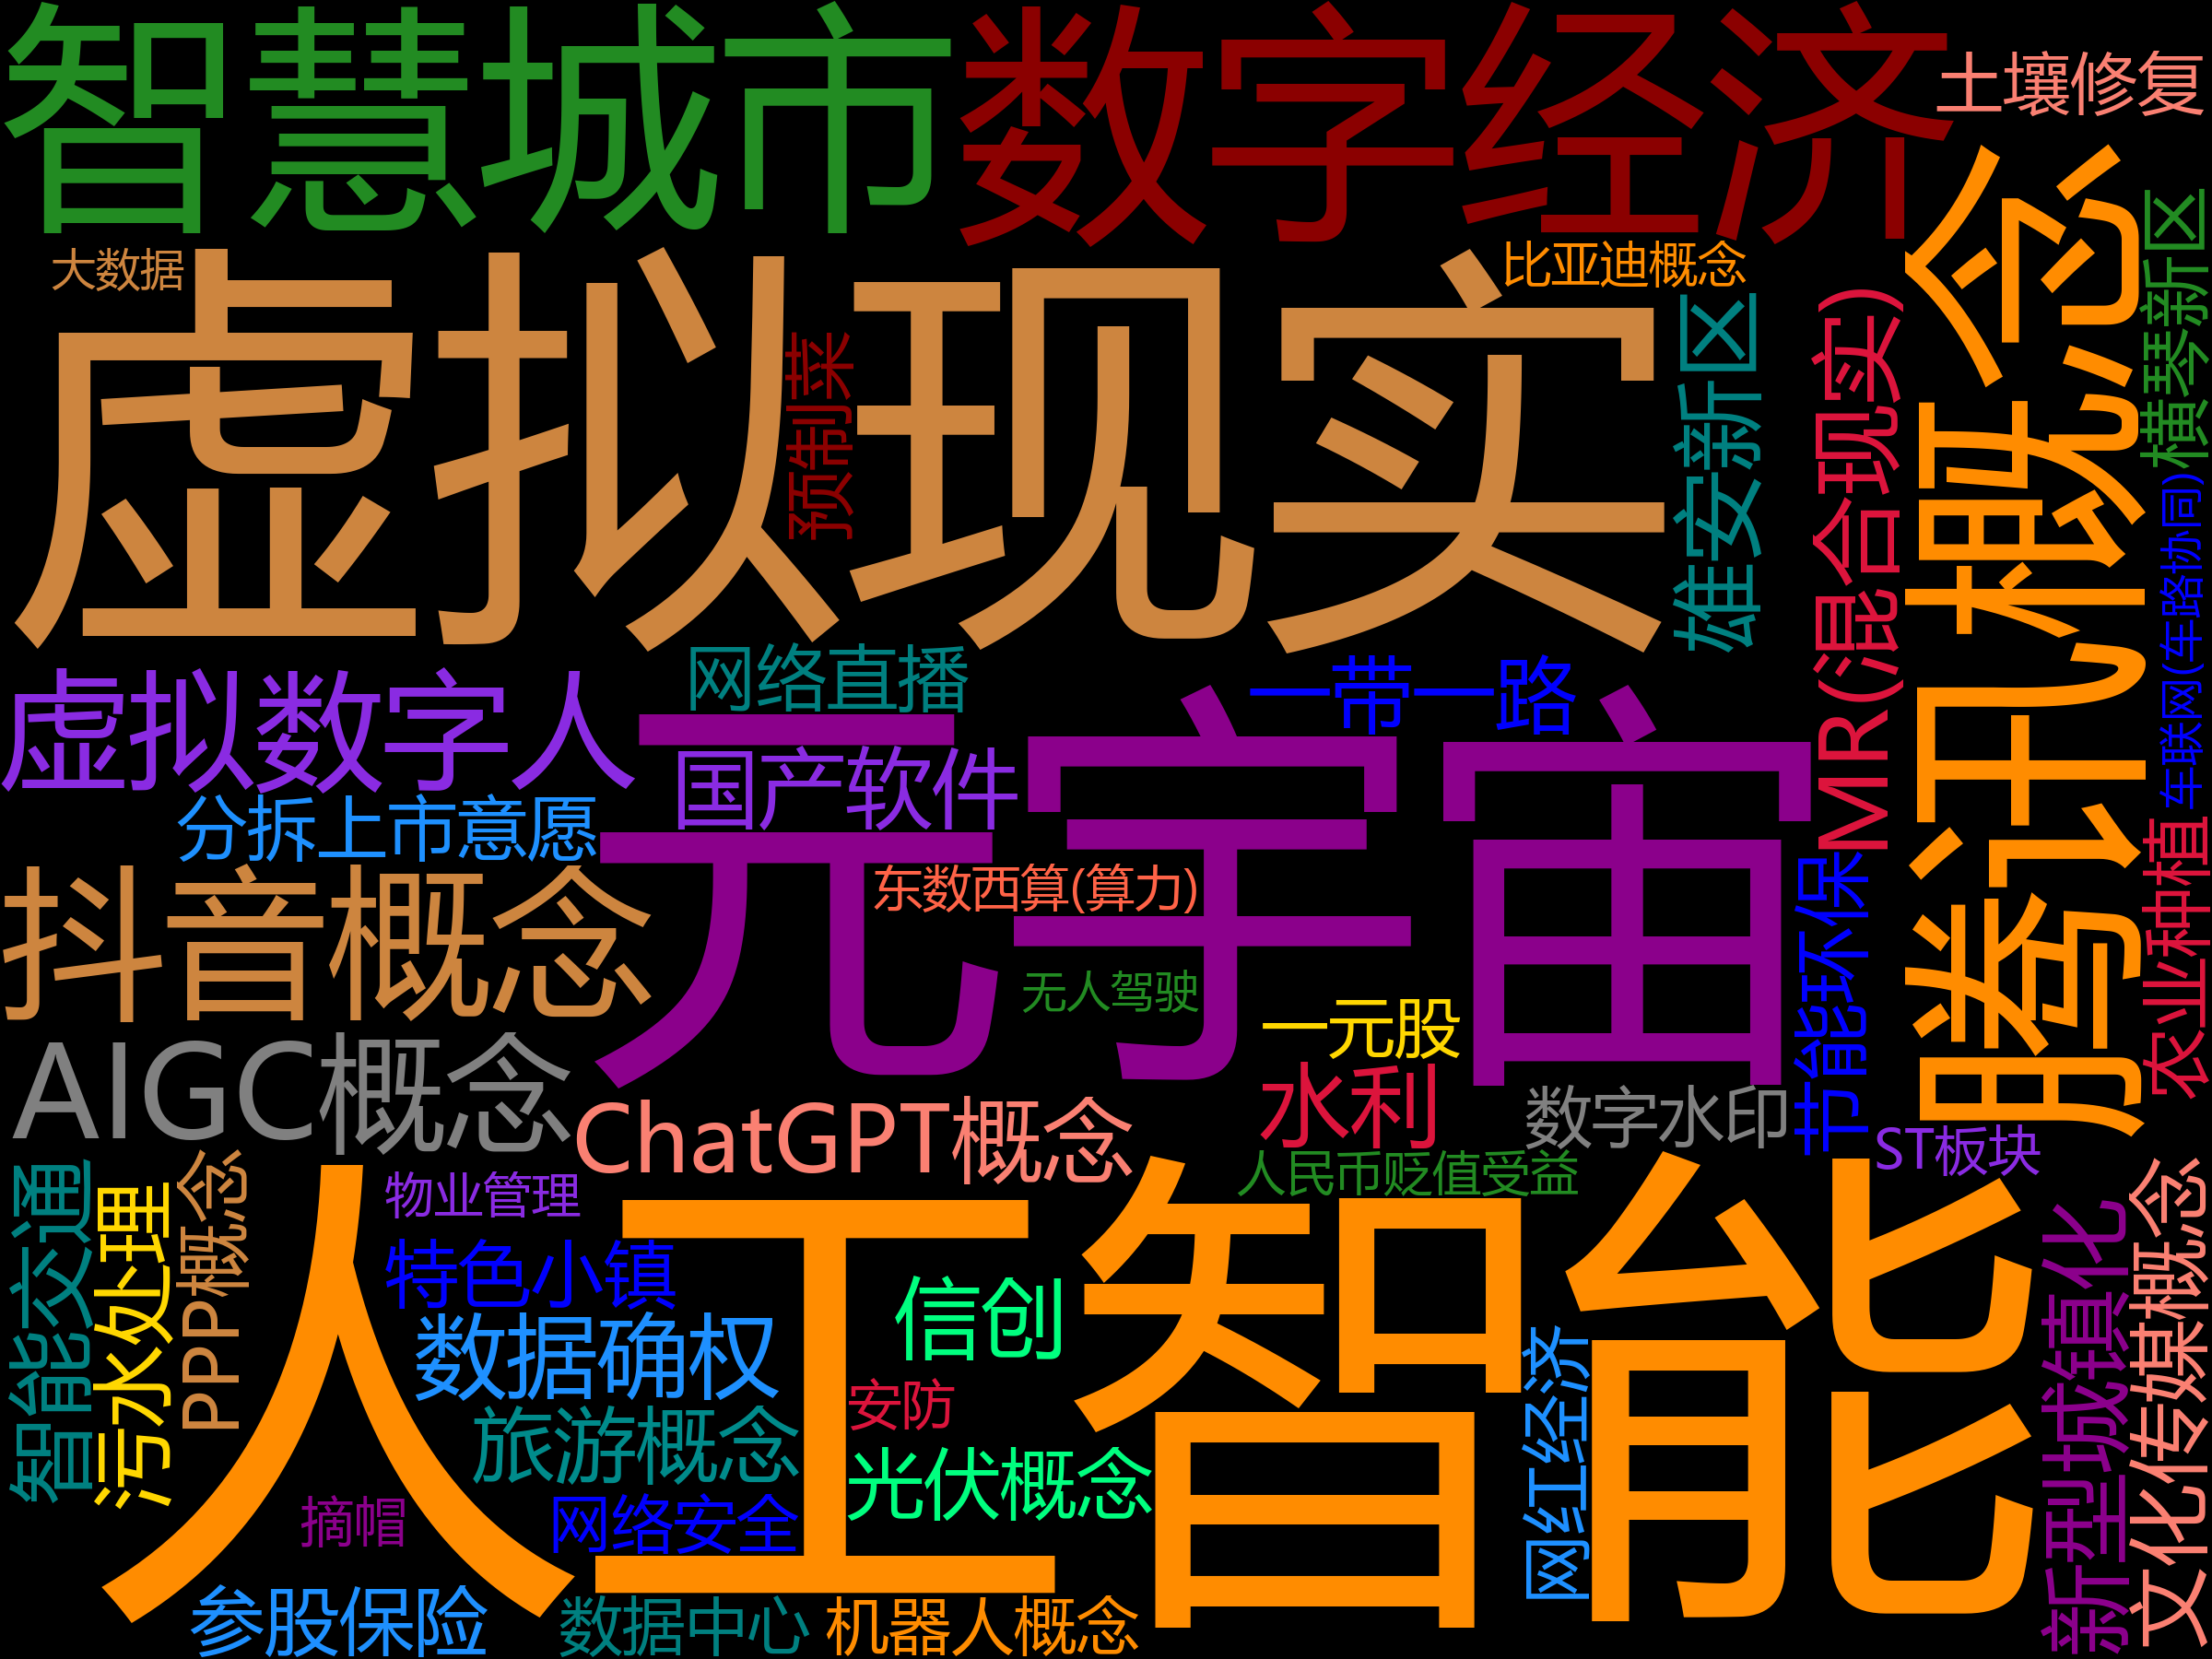 智慧城市
数字经济
土壤修复
大数据
虚拟现实
比亚迪概念
预制菜
雄安新区
MR(混合现实)
腾讯概念
横琴新区
车联网(车路协同)
虚拟数字人
网络直播
一带一路
国产软件
元宇宙
分拆上市意愿
抖音概念
东数西算(算力)
无人驾驶
一元股
节能环保
农业种植
AIGC概念
ChatGPT概念
水利
数字水印
ST板块
人民币贬值受益
智能交通
污水处理
PPP概念
物业管理
人工智能
特色小镇
数据确权
信创
旅游概念
安防
光伏概念
网红经济
新型城镇化
文化传媒概念
摘帽
网络安全
参股保险
数据中心
机器人概念